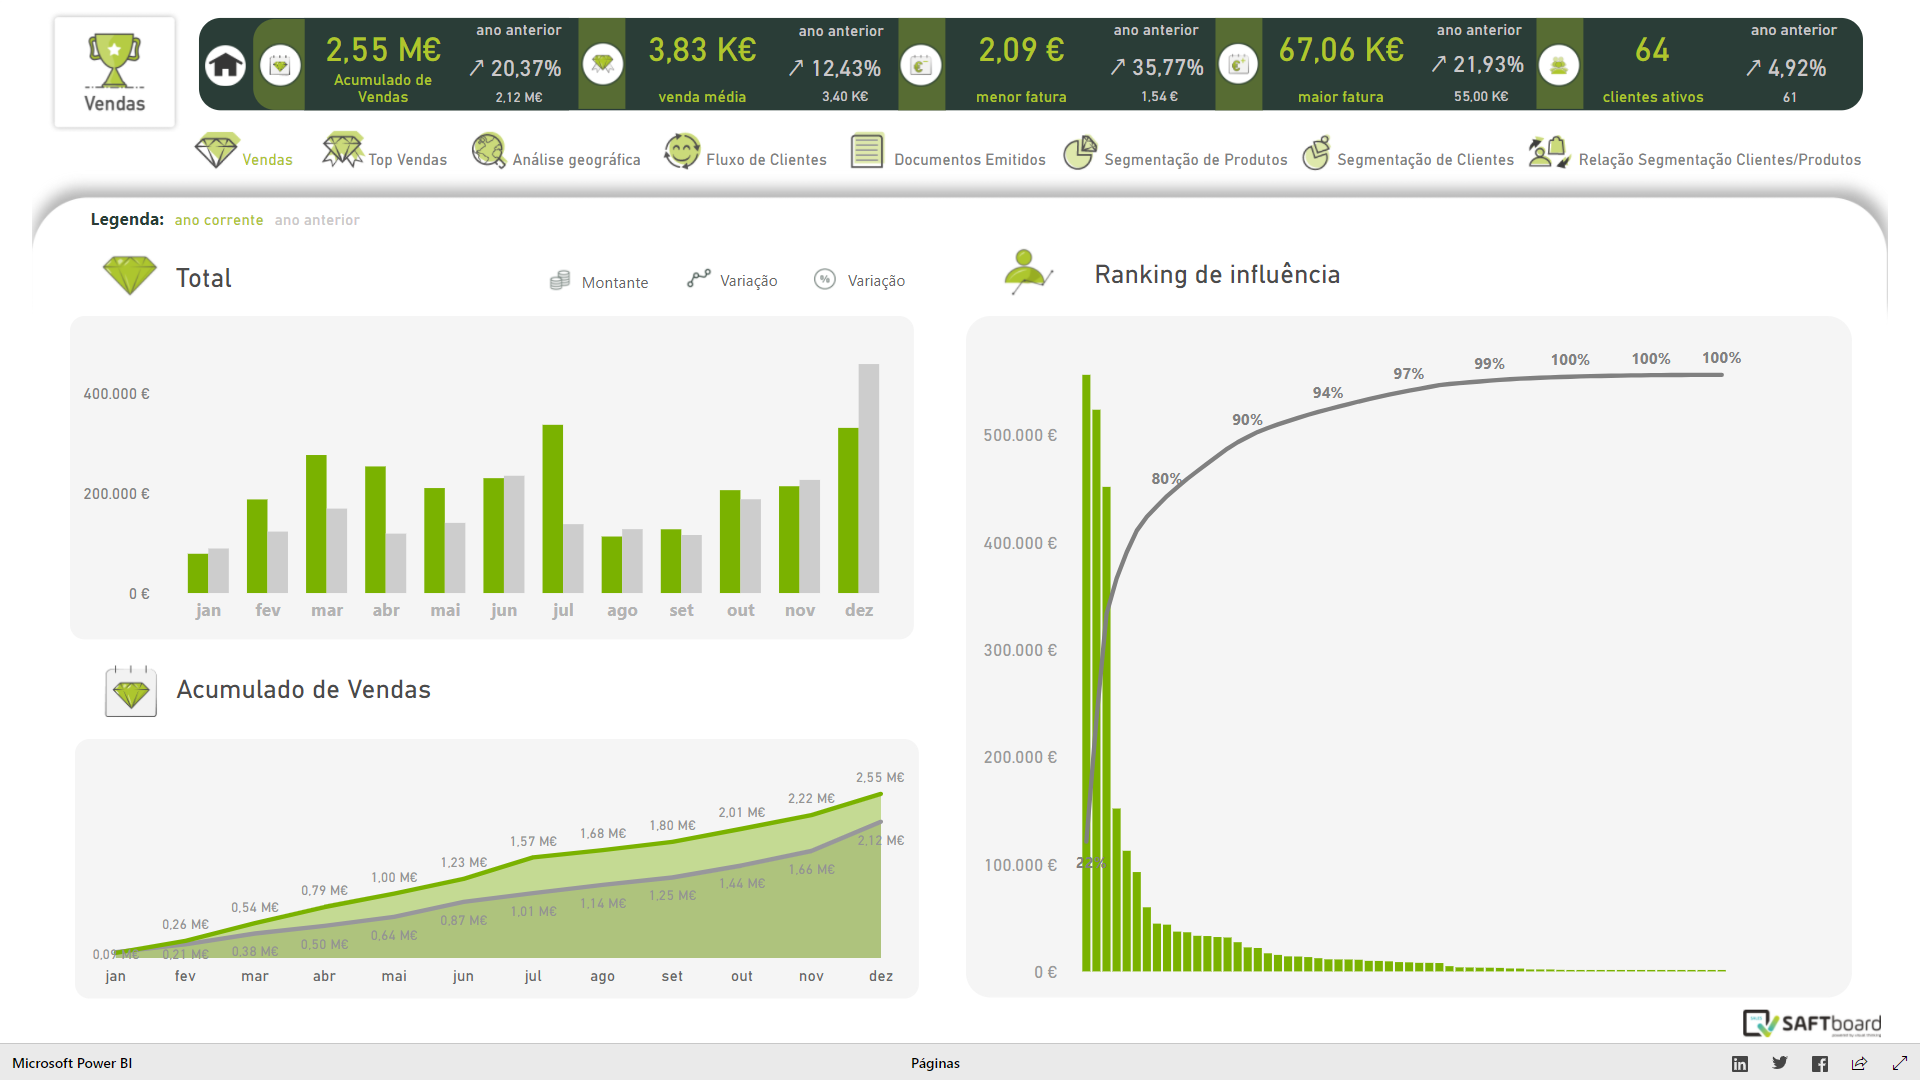 Vendas
2,55 M€
Acumulado de
Vendas
ano anterior
20,37%
2,12 M€
3,83 K€
venda média
ano anterior
12,43%
3,40 K€
2,09 €
menor fatura
ano anterior
35,77%
1,54 €
67,06 K€
maior fatura
ano anterior
21,93%
55,00 K€
64
clientes ativos
ano anterior
4,92%
61
Vendas
Top Vendas
Análise geográfica
Fluxo de Clientes
Documentos Emitidos
Segmentação de Produtos
Segmentação de Clientes
Relação Segmentação Clientes/Produtos
Legenda: ano corrente ano anterior
Total
Montante
Variação
% Variação
400.000 €
200.000 €
0 €
jan fev mar abr mai jun jul ago set out nov dez
Acumulado de Vendas
0,26 M€ 0,54 M€ 0,79 M€ 1,00 M€ 1,23 M€ 1,57 M€ 1,68 M€ 1,80 M€ 2,01 M€ 2,22 M€ 2,55 M€
0,21 M€ 0,38 M€ 0,50 M€ 0,64 M€ 0,87 M€ 1,01 M€ 1,14 M€ 1,25 M€ 1,44 M€ 1,66 M€ 2,12 M€
jan fev mar abr mai jun jul ago set out nov dez
Ranking de influência
22% 80% 90% 94% 97% 99% 100% 100% 100%
500.000 €
400.000 €
300.000 €
200.000 €
100.000 €
0 €
SAFTboard
Microsoft Power BI
Páginas